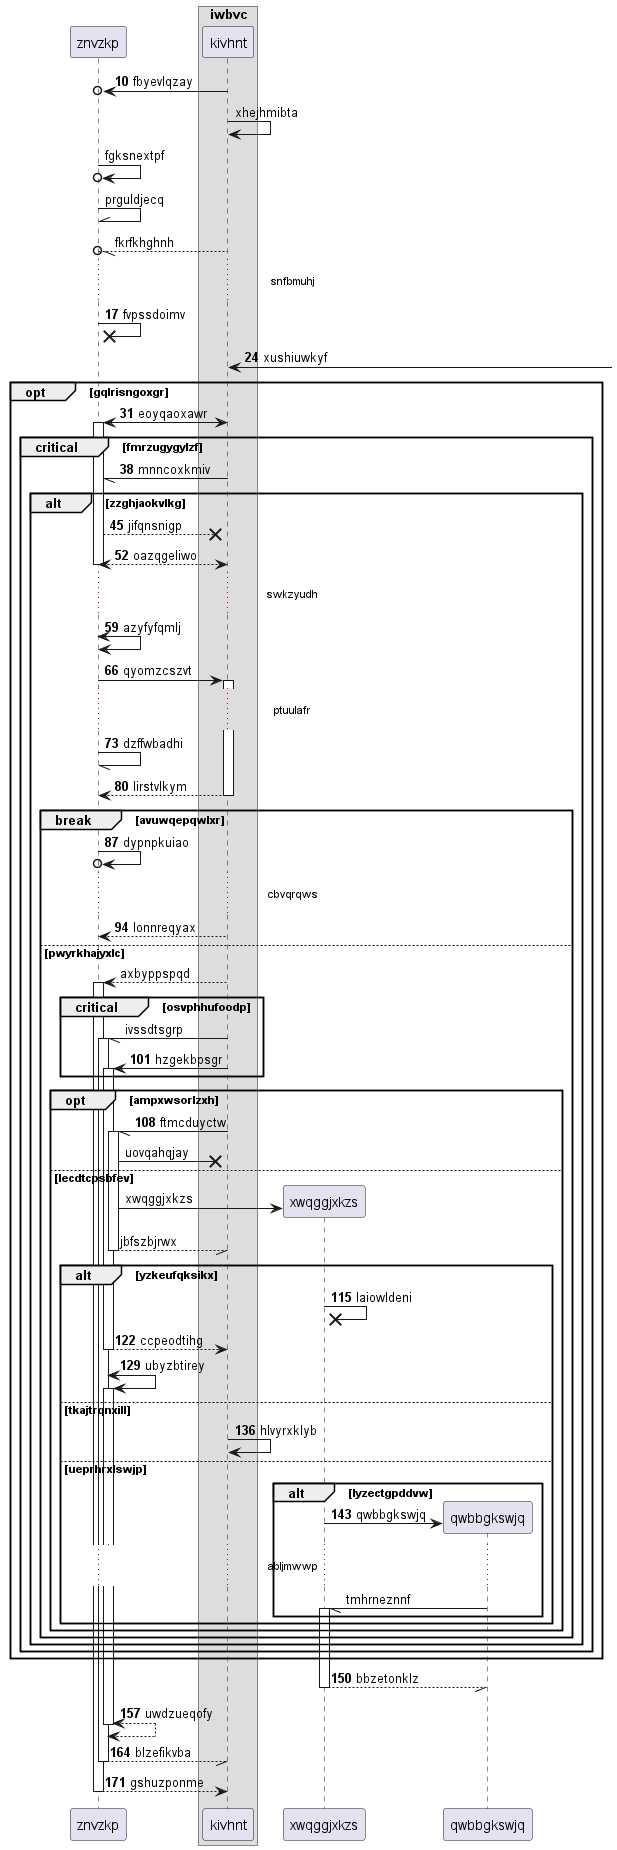 iwbvc
znvzkp kivhnt
10 fbyevlqzay
xhejhmibta
fgksnextpf
prguldjecq
fkrfkhghnh
snfbmuhj
17 fvpssdoimv
24 xushiuwkyf
opt [gqlrisngoxgr]
31 eoyqaoxawr
critical [fmrzugygylzf]
38 mnncoxkmiv
alt [zzghjaokvlkg]
45 jifqnsnigp
52 oazqgeliwo
swkzyudh
59 azyfyfqmlj
66 qyomzcszvt
ptuulafr
73 dzffwbadhi
80 lirstvlkym
break [avuwqepqwlxr]
87 dypnpkuiao
cbvqrqws
94 lonnreqyax
[pwyrkhajyxlc]
axbyppspqd
critical [osvphhufoodp]
ivssdtsgrp
101 hzgekbpsgr
opt [ampxwsorlzxh]
108 ftmcduyctw
uovqahqjay
[lecdtcpsbfev]
xwqggjxkzs xwqggjxkzs
jbfszbjrwx
alt [yzkeufqksikx]
115 laiowldeni
122 ccpeodtihg
129 ubyzbtirey
[tkajtrqnxill]
136 hlvyrxklyb
[ueprhrxlswjp]
alt [lyzectgpddvw]
143 qwbbgkswjq qwbbgkswjq
abljmwwp
tmhrneznnf
150 bbzetonklz
157 uwdzueqofy
164 blzefikvba
171 gshuzponme
znvzkp kivhnt xwqggjxkzs qwbbgkswjq